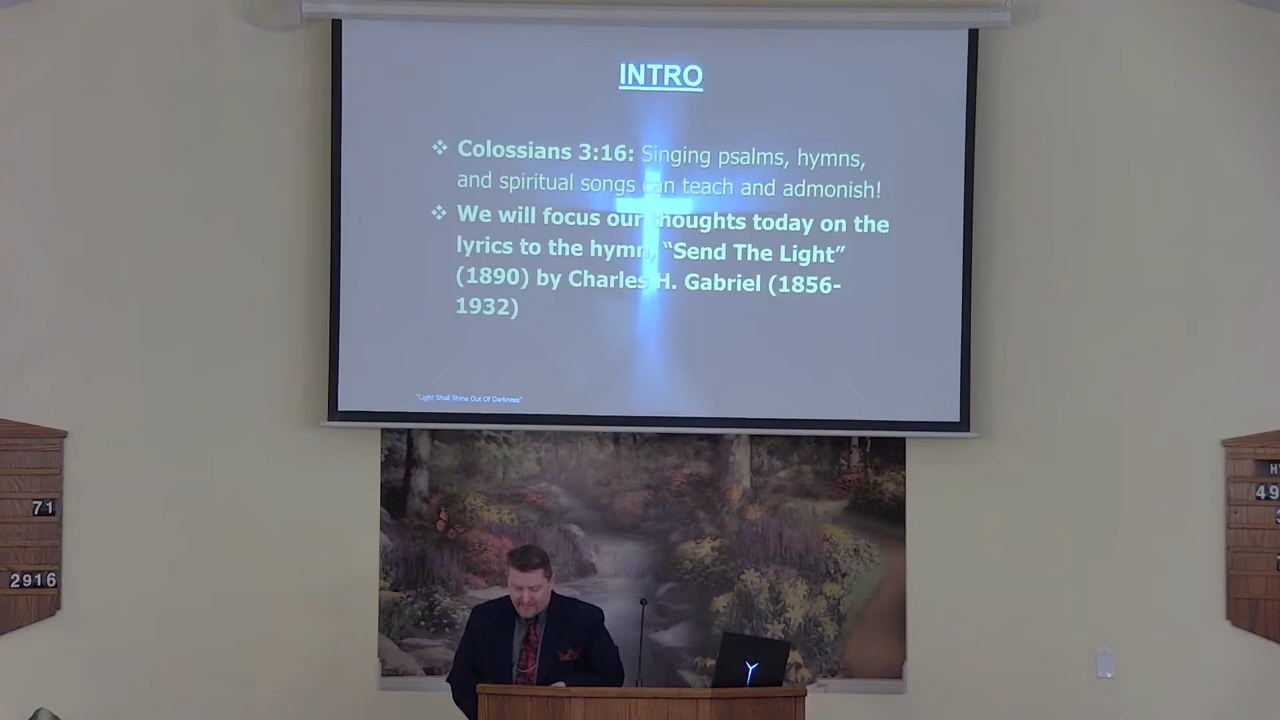 INTRO
❖ Colossians 3:16: Singing psalms, hymns,
and spiritual songs can teach and admonish!
❖ We will focus our thoughts today on the
lyrics to the hymn, “Send The Light”
(1890) by Charles H. Gabriel (1856-
1932)
"Light Shall Shine Out Of Darkness"
71
2916
H
49